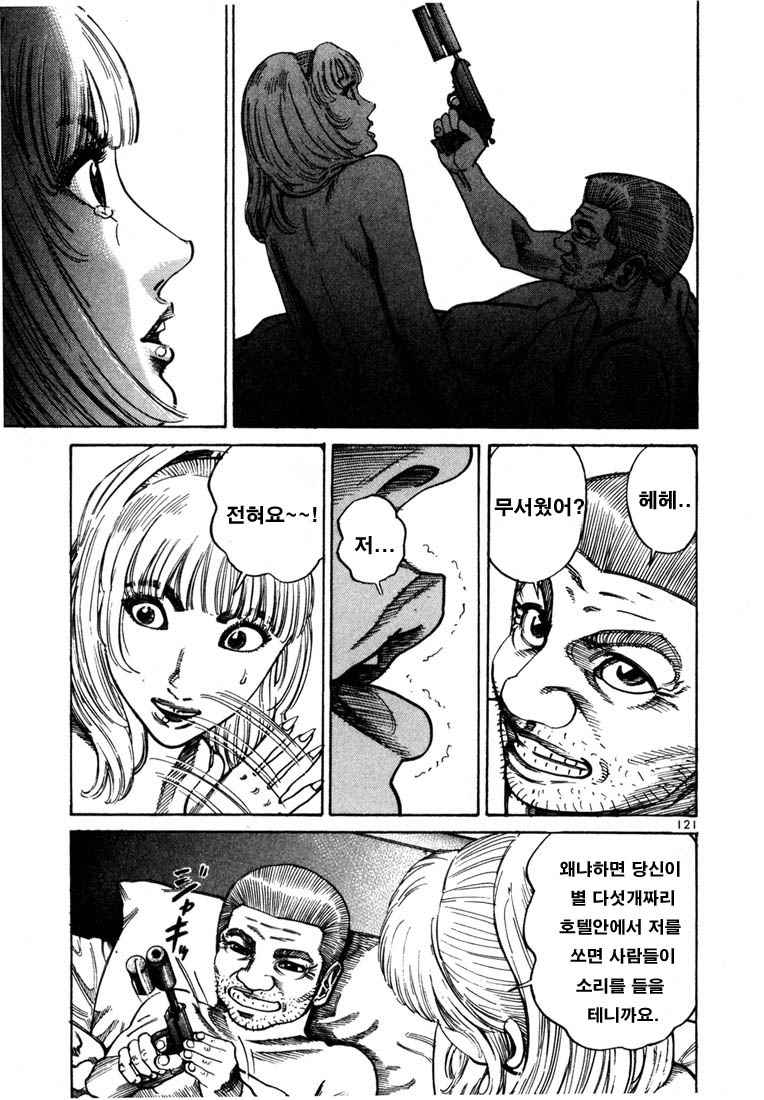 헤헤..
무서웠어?
저...
전혀요~~!
121
왜냐하면 당신이
별 다섯개짜리
호텔안에서 저를
쏘면 사람들이
소리를 들을
테니까요.
ジャキッ